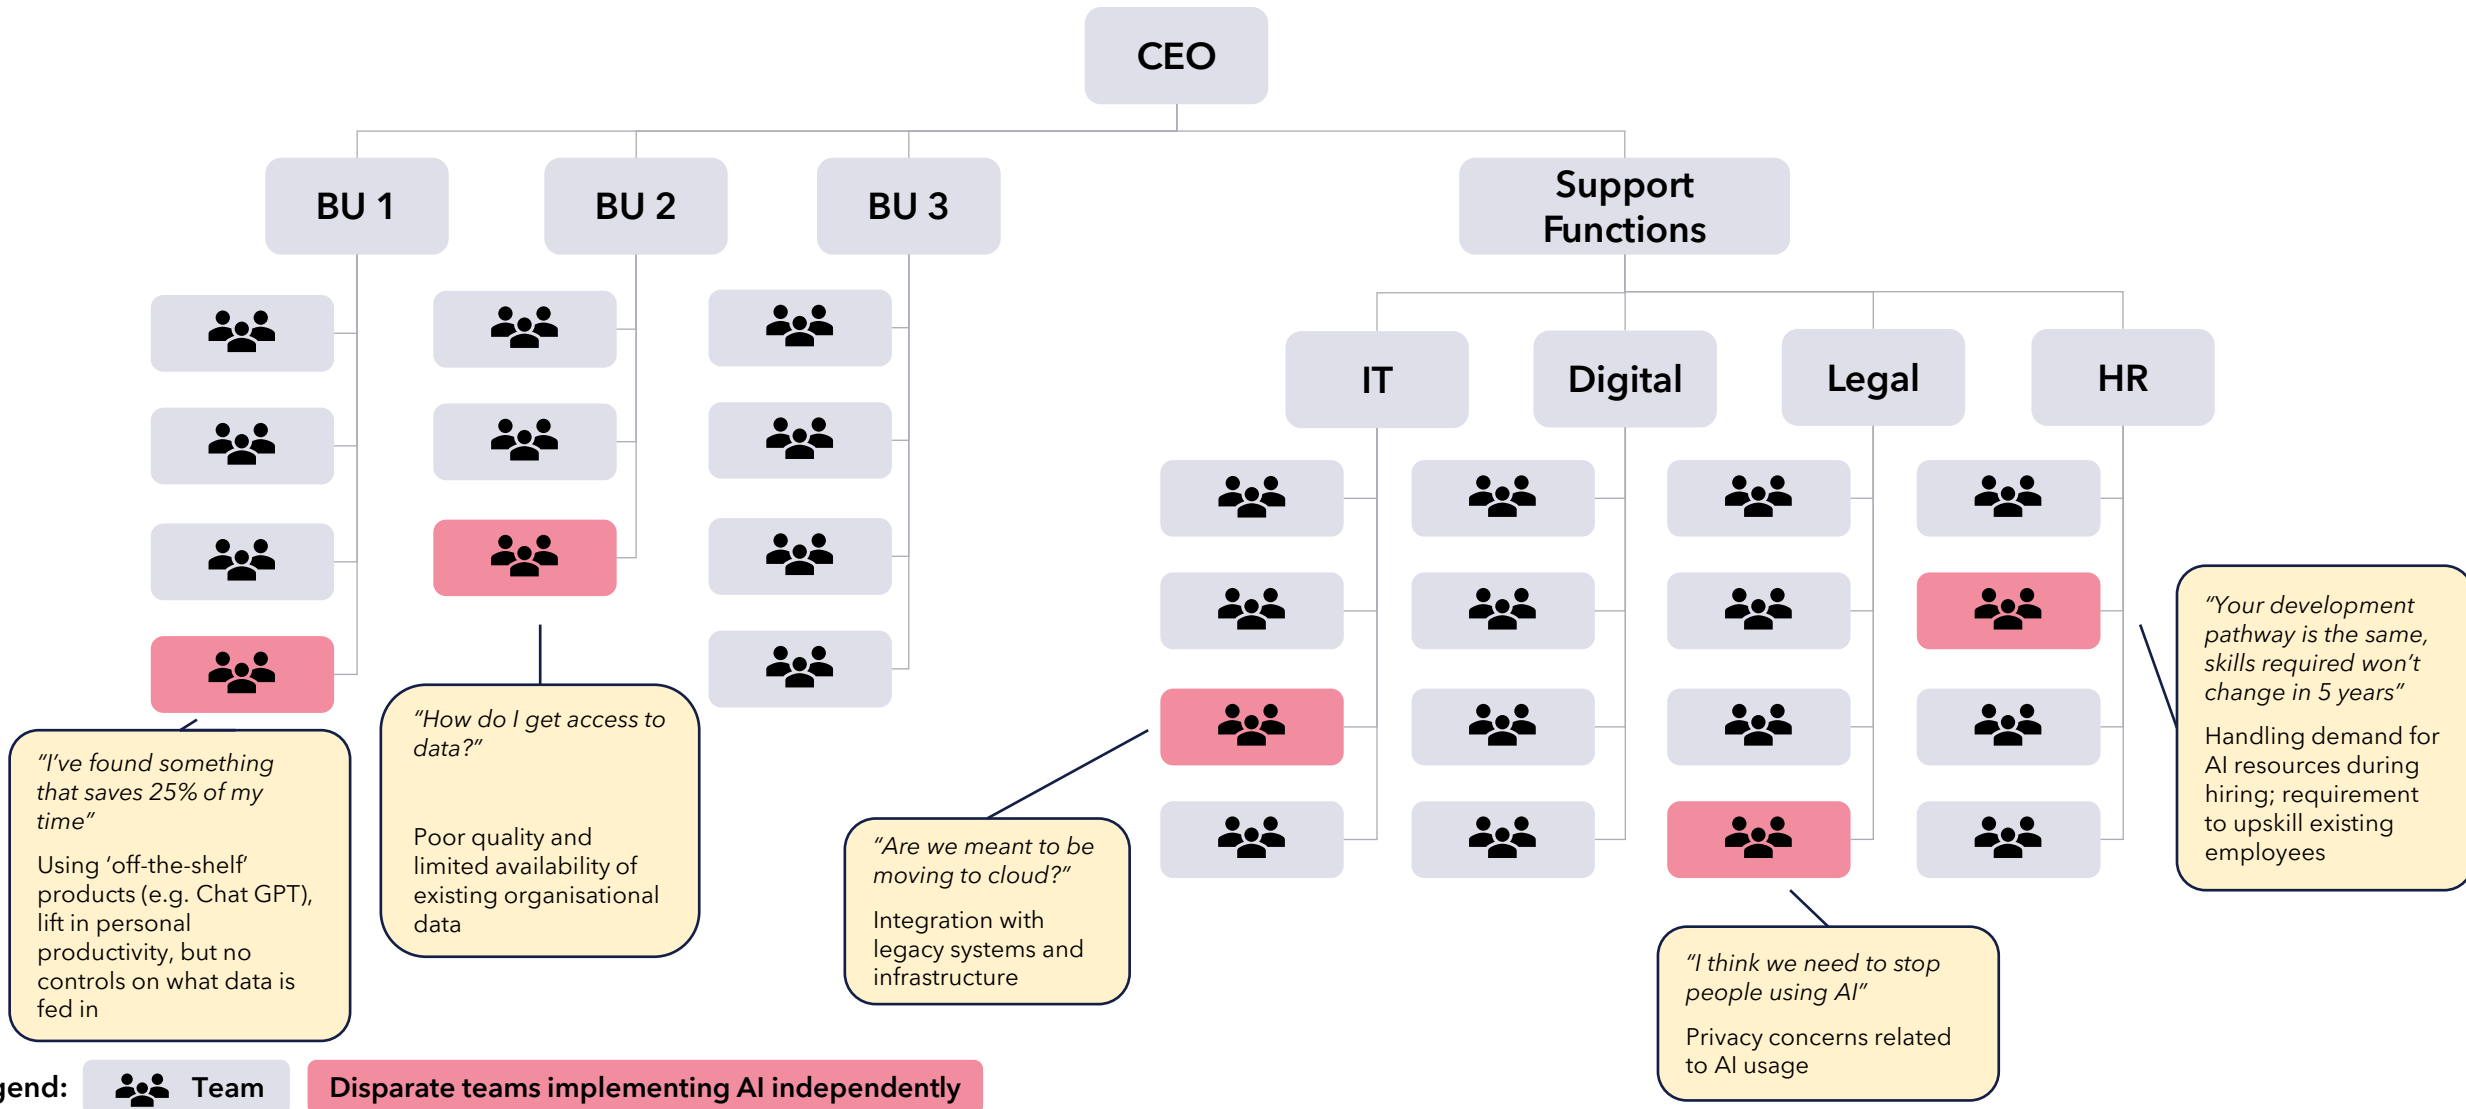 CEO
BU 1
BU 2
BU 3
Support
Functions
IT
Digital
Legal
HR
"I've found something
that saves 25% of my
time"
Using 'off-the-shelf'
products (e.g. Chat GPT),
lift in personal
productivity, but no
controls on what data is
fed in
"How do I get access to
data?"
Poor quality and
limited availability of
existing organisational
data
"Are we meant to be
moving to cloud?"
Integration with
legacy systems and
infrastructure
"I think we need to stop
people using AI"
Privacy concerns related
to AI usage
"Your development
pathway is the same,
skills required won't
change in 5 years"
Handling demand for
AI resources during
hiring; requirement
to upskill existing
employees
gend:
Team
Disparate teams implementing AI independently